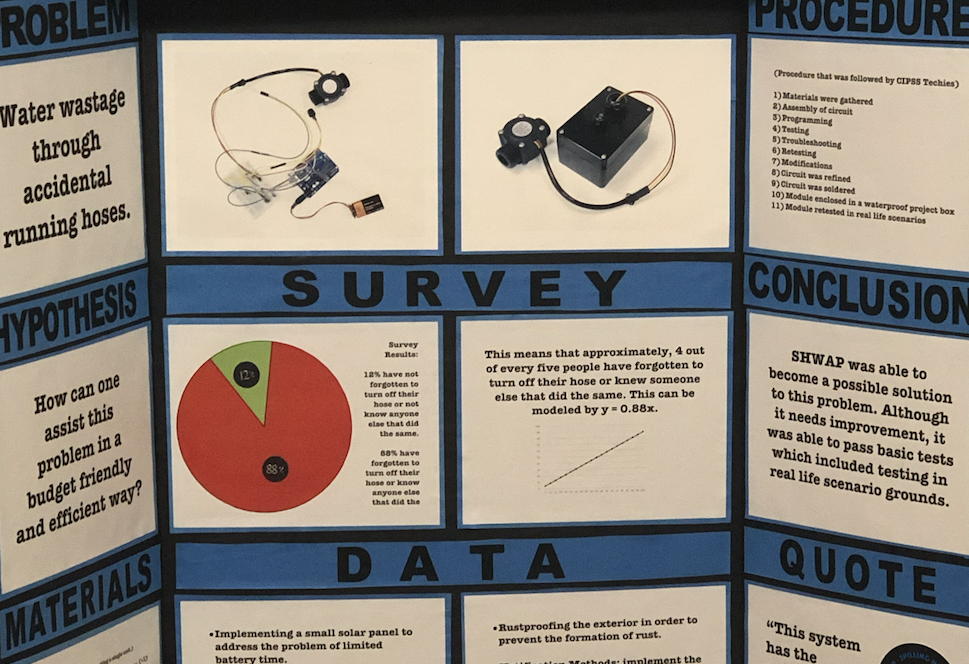 PROBLEM
Water wastage
through
accidental
running hoses.
HYPOTHESIS
How can one
assist this
problem in a
budget friendly
and efficient way?
MATERIALS
SURVEY
12%
88%
Survey
Results:
12% have not
forgotten to
turn off their
hose or not
know anyone
else that did
the same.
88% have
forgotten to
turn off their
hose or know
anyone else
that did the
This means that approximately, 4 out
of every five people have forgotten to
turn off their hose or knew someone
else that did the same. This can be
modeled by y = 0.88x.
DATA
•Implementing a small solar panel to
address the problem of limited
battery time.
•Rustproofing the exterior in order to
prevent the formation of rust.
implement the
PROCEDURE
(Procedure that was followed by CIPSS Techies)
1) Materials were gathered
2) Assembly of circuit
3) Programming
4) Testing
5) Troubleshooting
6) Retesting
7) Modifications
8) Circuit was refined
9) Circuit was soldered
10) Module enclosed in a waterproof project box
11) Module retested in real life scenarios
CONCLUSION
SHWAP was able to
become a possible solution
to this problem. Although
it needs improvement, it
was able to pass basic tests
which included testing in
real life scenario grounds.
QUOTE
“This system
has the